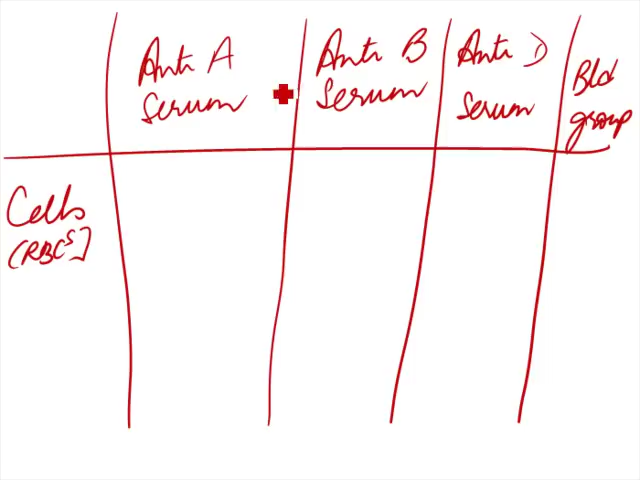 Anti A
Serum
Anti B
Serum
Anti D
Serum
Bld
group
Cells
(RBCs]